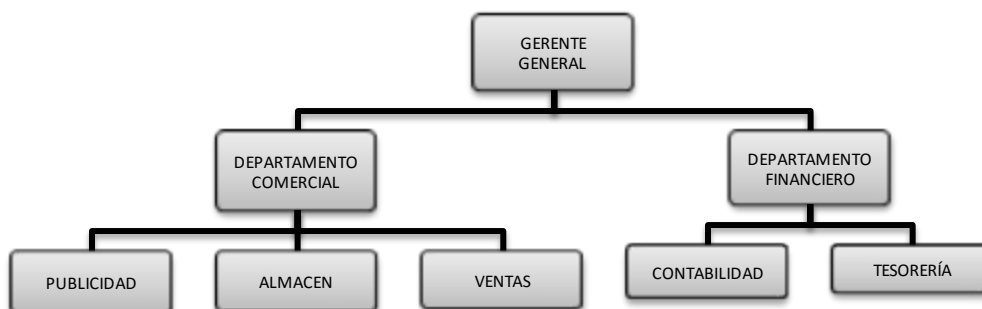 GERENTE
GENERAL
DEPARTAMENTO
COMERCIAL
DEPARTAMENTO
FINANCIERO
PUBLICIDAD
ALMACEN
VENTAS
CONTABILIDAD
TESORERÍA